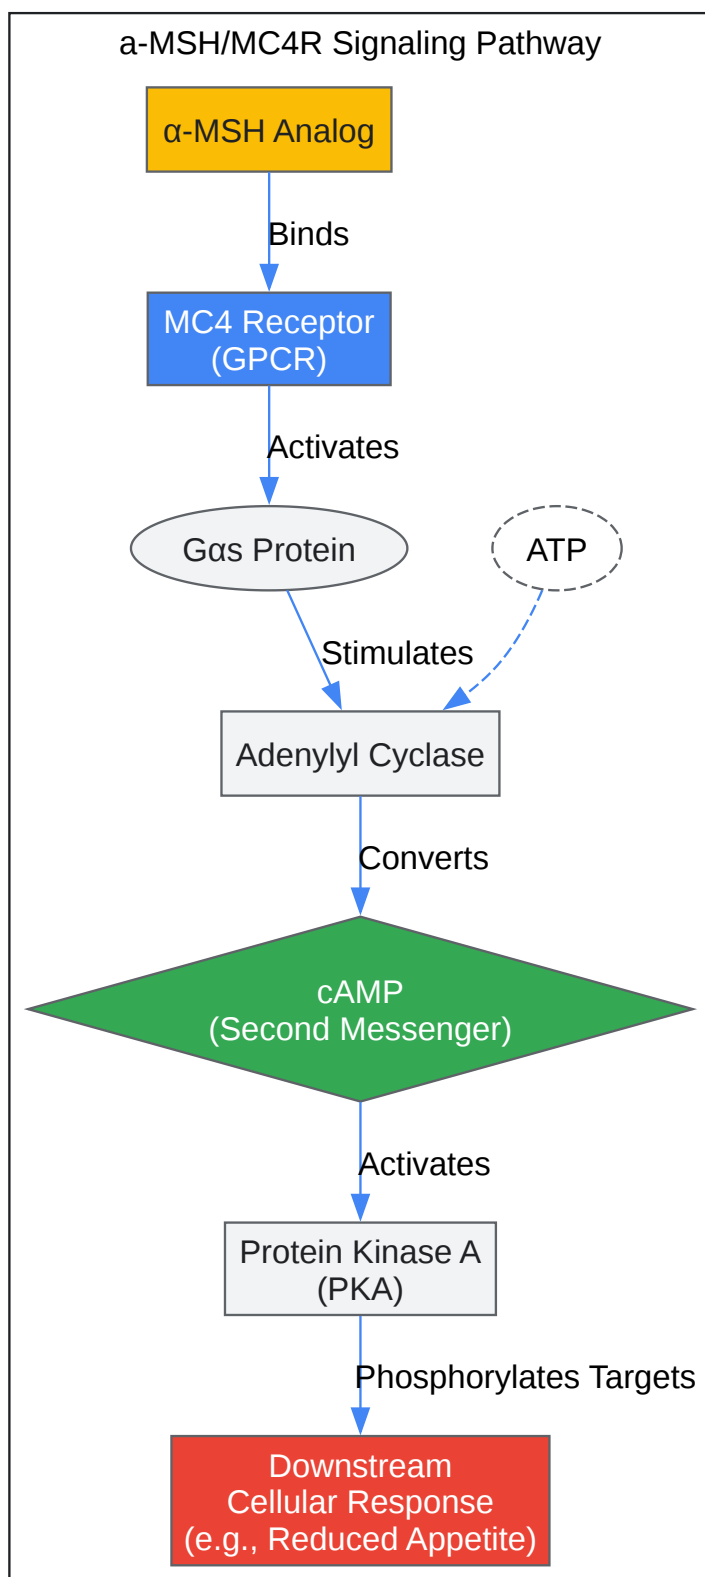 a-MSH/MC4R Signaling Pathway
α-MSH Analog
Binds
MC4 Receptor
(GPCR)
Activates
Gαs Protein
ATP
Stimulates
Adenylyl Cyclase
Converts
cAMP
(Second Messenger)
Activates
Protein Kinase A
(PKA)
Phosphorylates Targets
Downstream
Cellular Response
(e.g., Reduced Appetite)